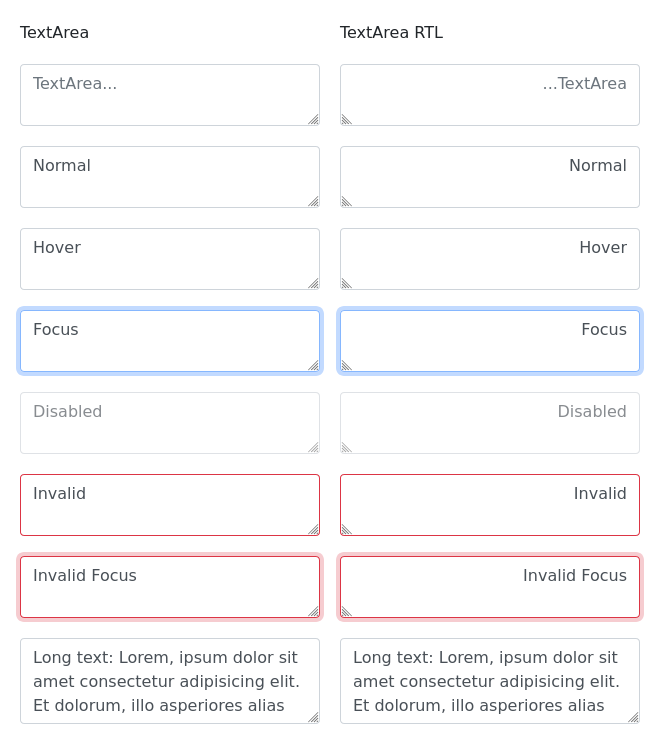 TextArea
TextArea RTL
TextArea...
...TextArea
Normal
Normal
Hover
Hover
Focus
Focus
Disabled
Disabled
Invalid
Invalid
Invalid Focus
Invalid Focus
Long text: Lorem, ipsum dolor sit
amet consectetur adipisicing elit.
Et dolorum, illo asperiores alias
Long text: Lorem, ipsum dolor sit
amet consectetur adipisicing elit.
Et dolorum, illo asperiores alias